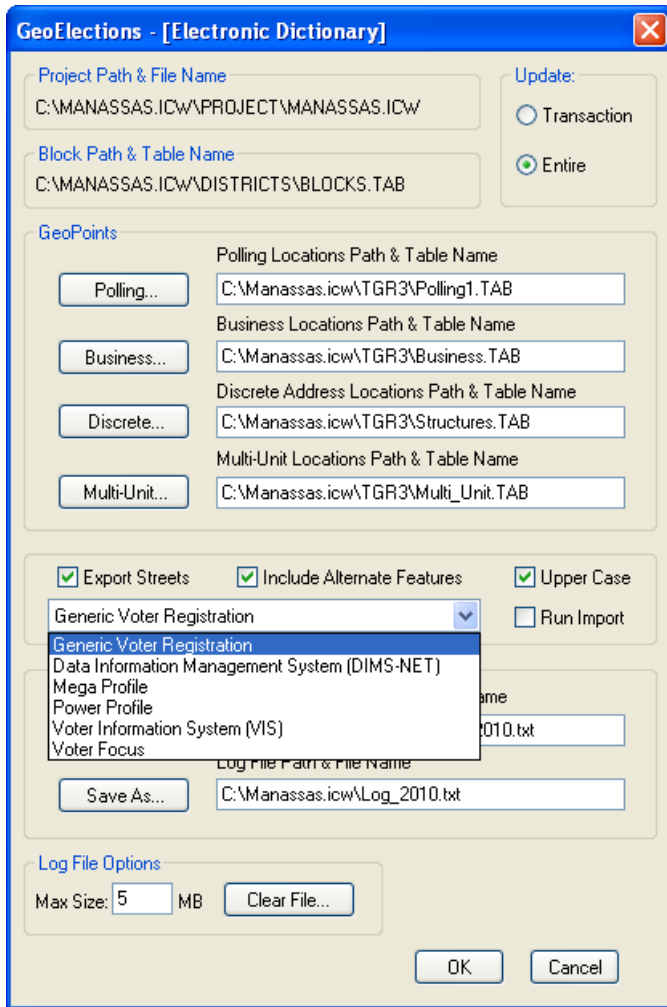 GeoElections - [Electronic Dictionary]
Project Path & File Name
C:\MANASSAS.ICW\PROJECT\MANASSAS.ICW
Block Path & Table Name
C:\MANASSAS.ICW\DISTRICTS\BLOCKS.TAB
Update:
Transaction
Entire
GeoPoints
Polling Locations Path & Table Name
Polling... C:\Manassas.icw\TGR3\Polling1.TAB
Business Locations Path & Table Name
Business... C:\Manassas.icw\TGR3\Business.TAB
Discrete Address Locations Path & Table Name
Discrete... C:\Manassas.icw\TGR3\Structures.TAB
Multi-Unit Locations Path & Table Name
Multi-Unit... C:\Manassas.icw\TGR3\Multi_Unit.TAB
Export Streets Include Alternate Features Upper Case
Generic Voter Registration Run Import
Generic Voter Registration
Data Information Management System (DIMS-NET)
Mega Profile
Power Profile
Voter Information System (VIS)
Voter Focus
ame
2010.txt
Log File Path & File Name
Save As... C:\Manassas.icw\Log_2010.txt
Log File Options
Max Size: 5 MB Clear File...
OK Cancel